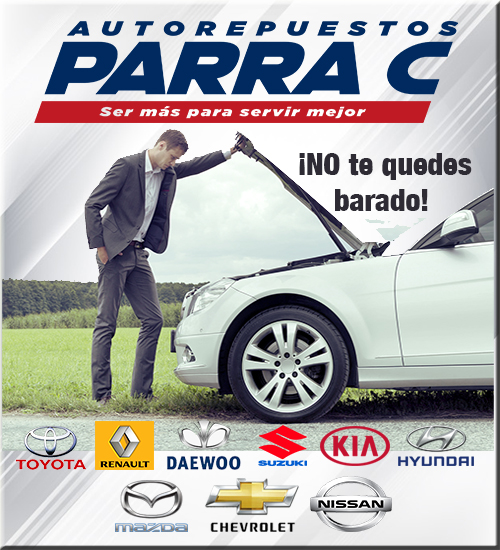 AUTOREPUESTOS
PARRA C
Ser más para servir mejor
¡NO te quedes
barado!
TOYOTA RENAULT DAEWOO SUZUKI KIA HYUNDAI
mazda CHEVROLET NISSAN